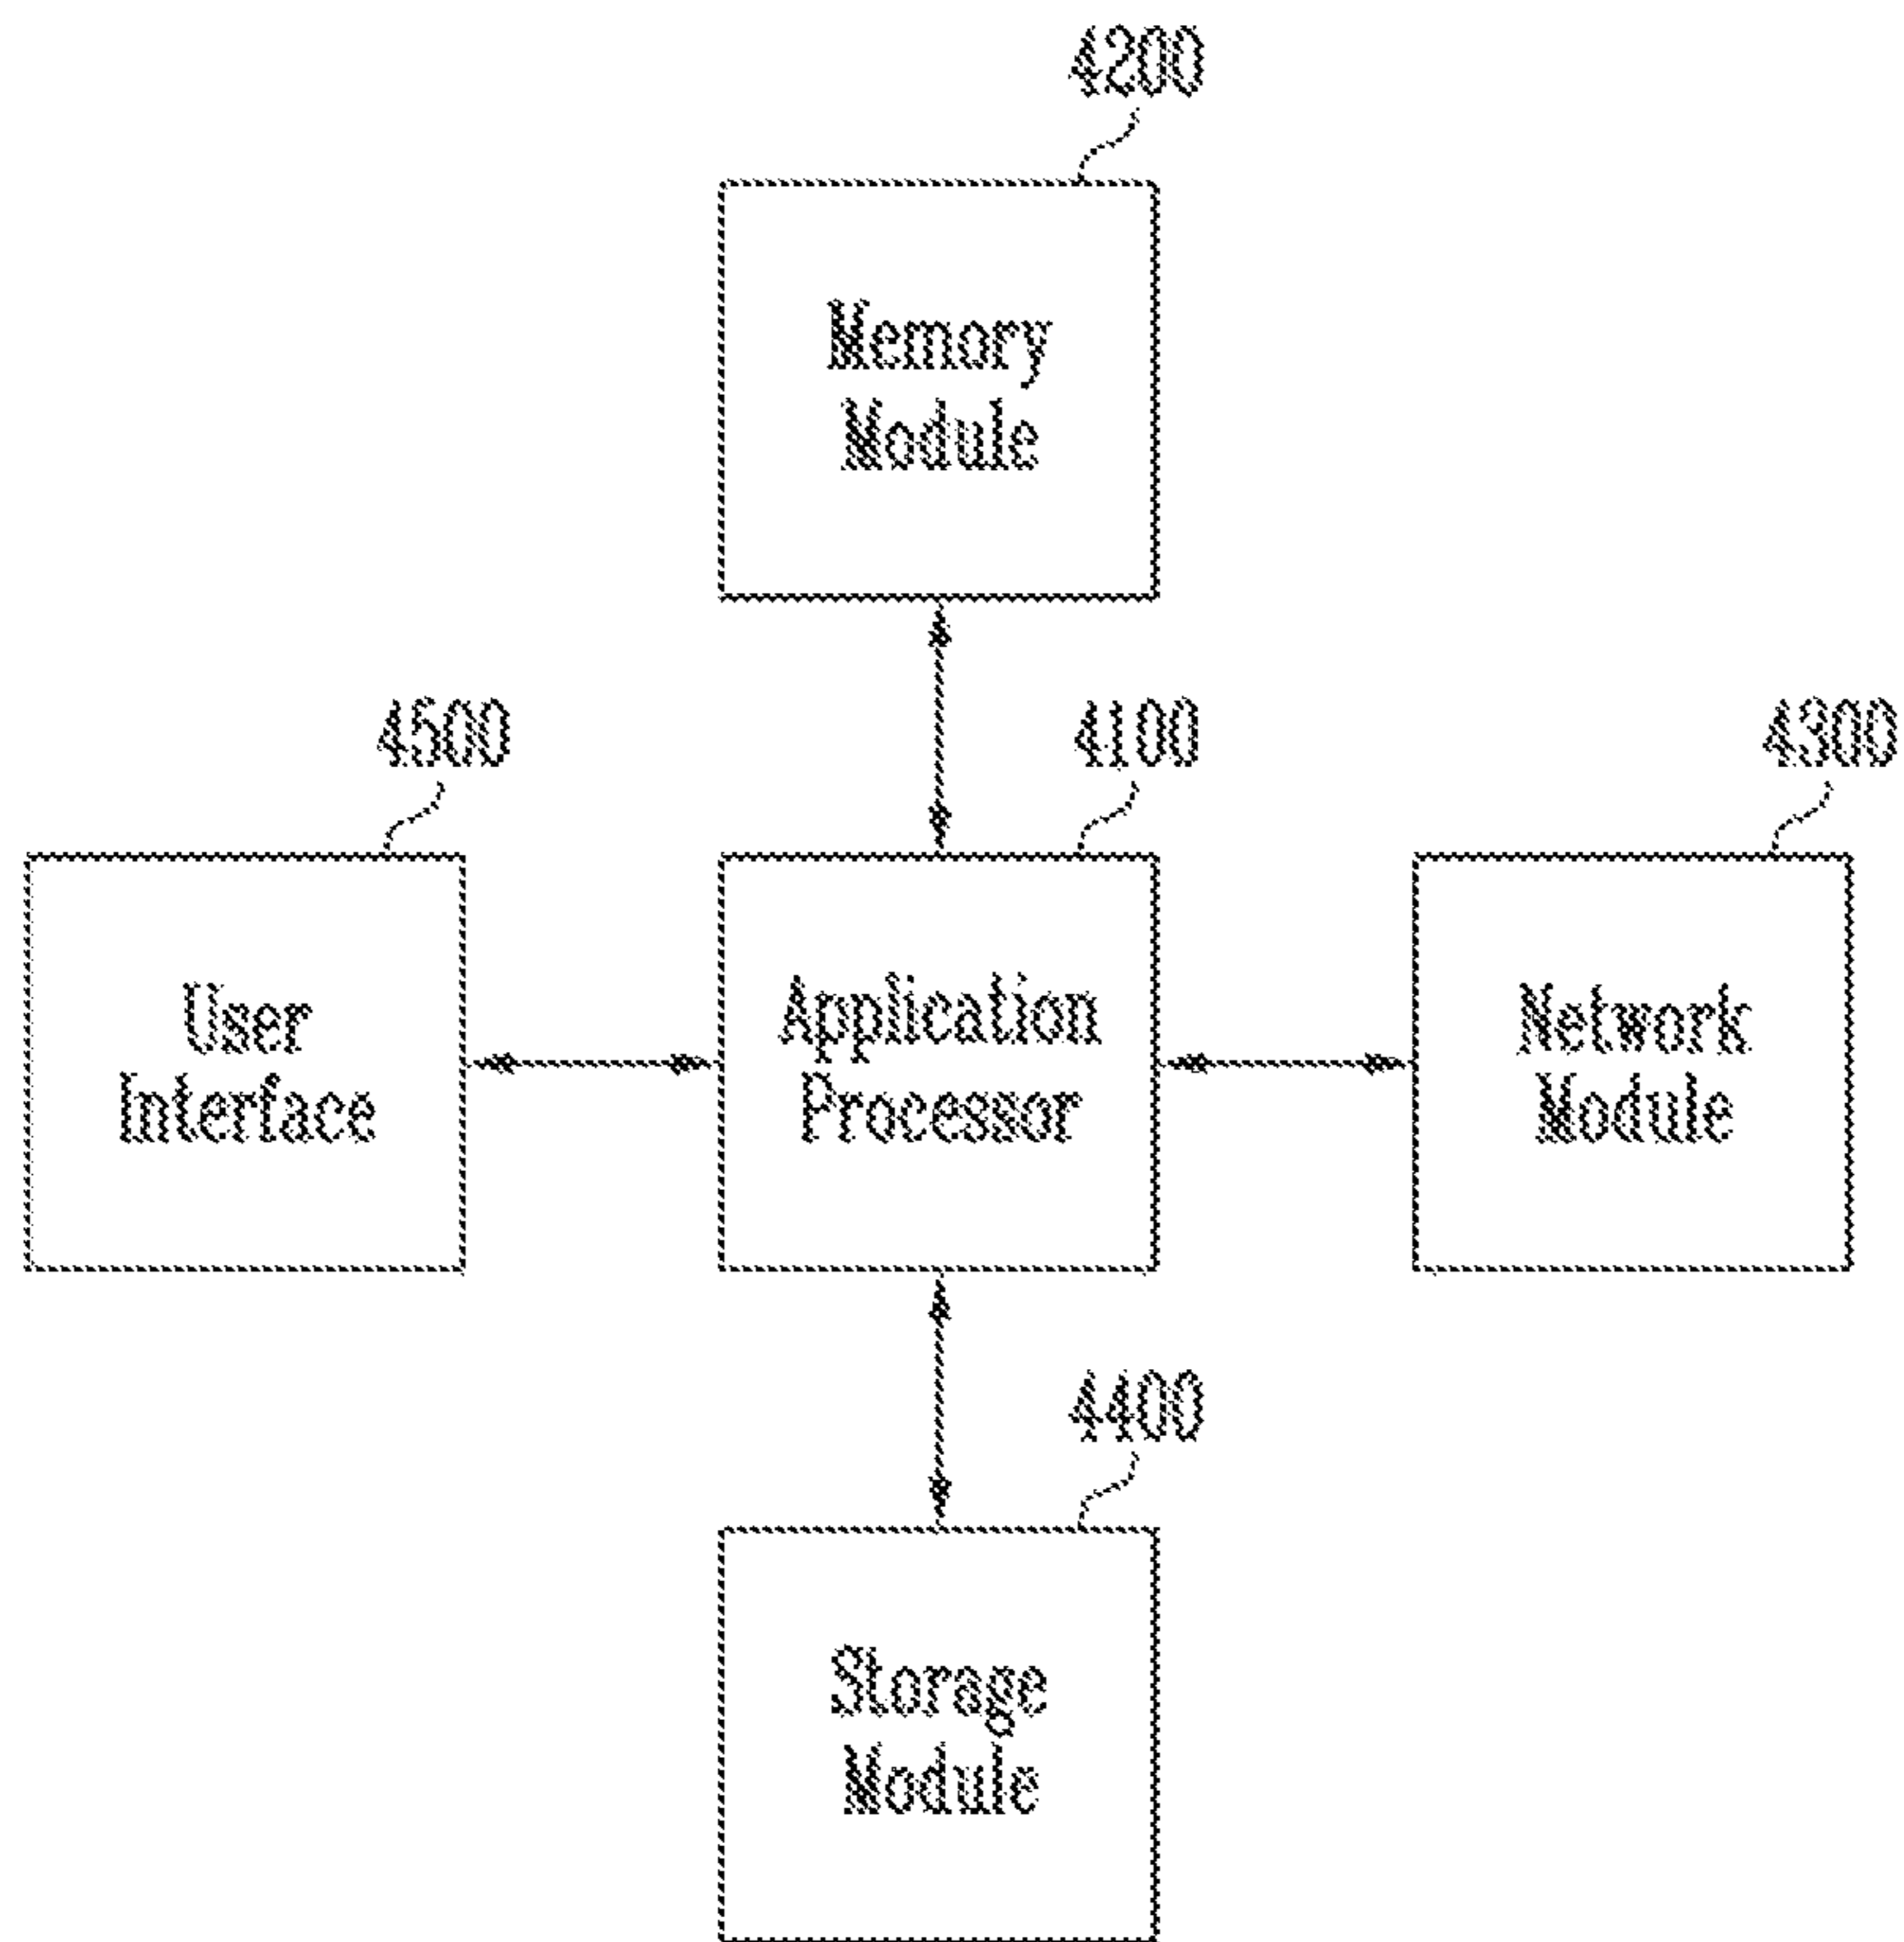 4200
Memory
Module
4500
4100
4300
User
Interface
Application
Processor
Network
Module
4400
Storage
Module